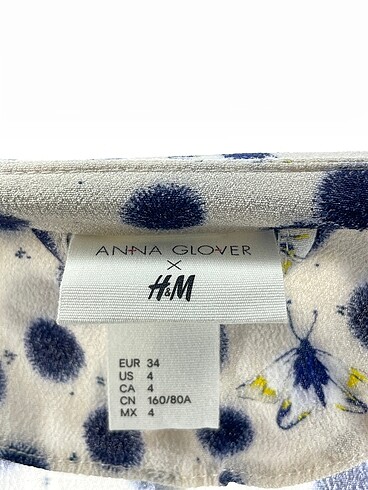 ANNA GLOVER
X
H&M
EUR 34
US 4
CA 4
CN 160/80A
MX 4